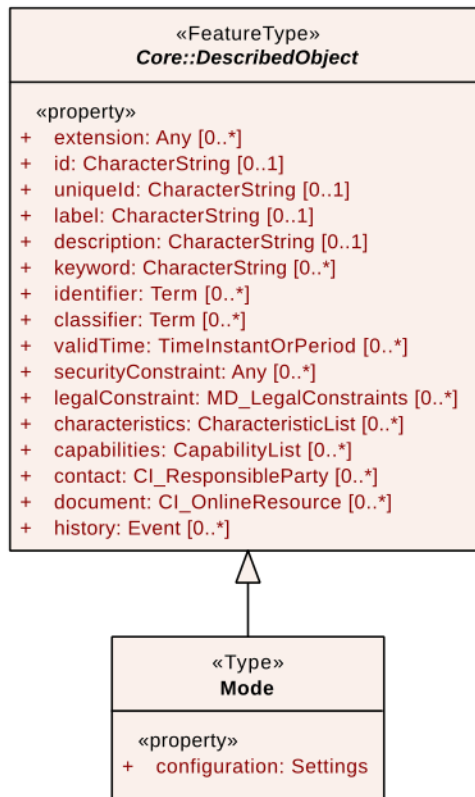 «FeatureType»
Core::DescribedObject
«property»
+ extension: Any [0..*]
+ id: CharacterString [0..1]
+ uniqueId: CharacterString [0..1]
+ label: CharacterString [0..1]
+ description: CharacterString [0..1]
+ keyword: CharacterString [0..*]
+ identifier: Term [0..*]
+ classifier: Term [0..*]
+ validTime: TimeInstantOrPeriod [0..*]
+ securityConstraint: Any [0..*]
+ legalConstraint: MD_LegalConstraints [0..*]
+ characteristics: CharacteristicList [0..*]
+ capabilities: CapabilityList [0..*]
+ contact: CI_ResponsibleParty [0..*]
+ document: CI_OnlineResource [0..*]
+ history: Event [0..*]
«Type»
Mode
«property»
+ configuration: Settings